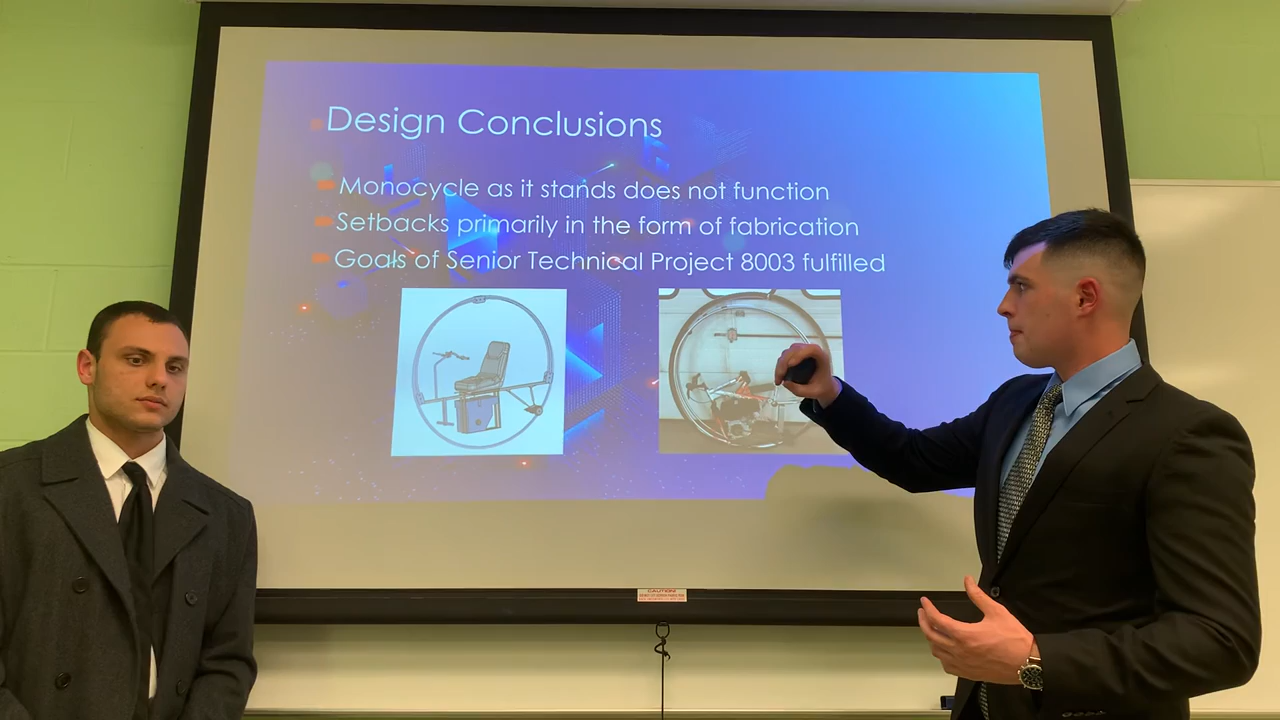 Design Conclusions
Monocycle as it stands does not function
Setbacks primarily in the form of fabrication
Goals of Senior Technical Project 8003 fulfilled
CAUTION!